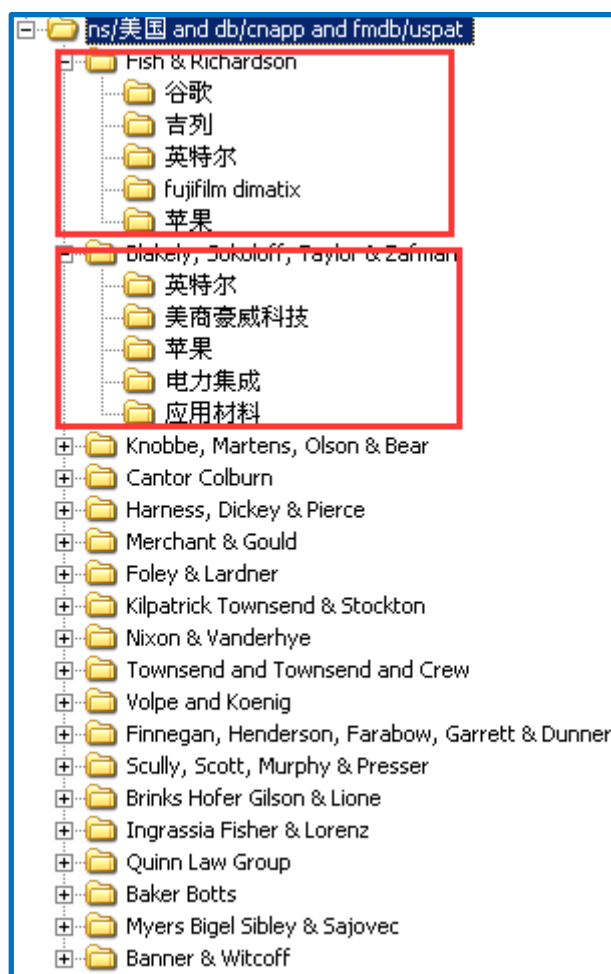 ns/美国 and db/cnapp and fmdb/uspat
Fish & Richardson
谷歌
吉列
英特尔
fujifilm dimatix
苹果
Blakely, Sokoloff, Taylor & Zafman
英特尔
美商豪威科技
苹果
电力集成
应用材料
Knobbe, Martens, Olson & Bear
Cantor Colburn
Harness, Dickey & Pierce
Merchant & Gould
Foley & Lardner
Kilpatrick Townsend & Stockton
Nixon & Vanderhye
Townsend and Townsend and Crew
Volpe and Koenig
Finnegan, Henderson, Farabow, Garrett & Dunner
Scully, Scott, Murphy & Presser
Brinks Hofer Gilson & Lione
Ingrassia Fisher & Lorenz
Quinn Law Group
Baker Botts
Myers Bigel Sibley & Sajovec
Banner & Witcoff